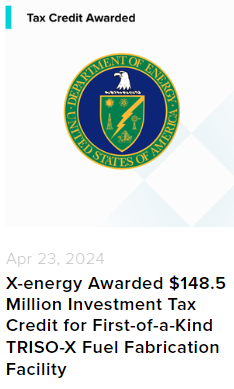 Tax Credit Awarded
DEPARTMENT OF ENERGY
UNITED STATES OF AMERICA
Apr 23, 2024
X-energy Awarded $148.5
Million Investment Tax
Credit for First-of-a-Kind
TRISO-X Fuel Fabrication
Facility